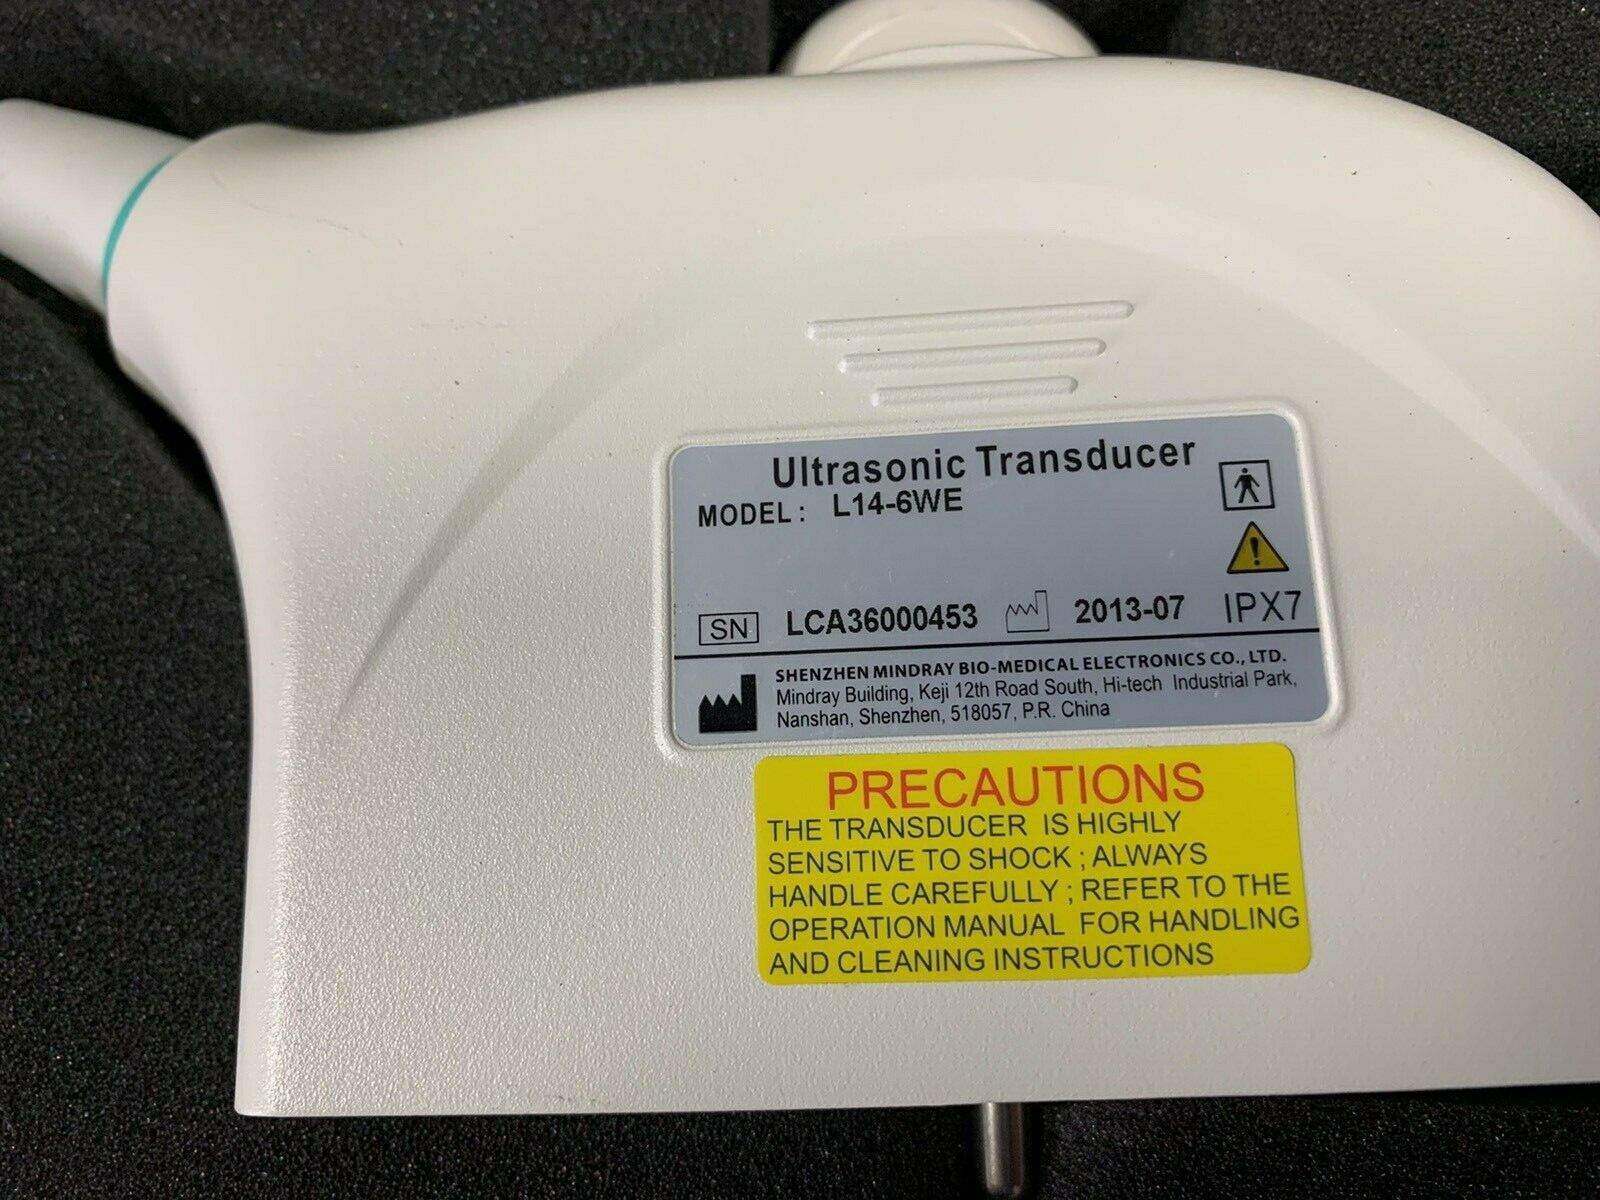 Ultrasonic Transducer
MODEL: L14-6WE
SN LCA36000453 2013-07 IPX7
SHENZHEN MINDRAY BIO-MEDICAL ELECTRONICS CO., LTD.
Mindray Building, Keji 12th Road South, Hi-tech Industrial Park,
Nanshan, Shenzhen, 518057, P.R. China
PRECAUTIONS
THE TRANSDUCER IS HIGHLY
SENSITIVE TO SHOCK ; ALWAYS
HANDLE CAREFULLY ; REFER TO THE
OPERATION MANUAL FOR HANDLING
AND CLEANING INSTRUCTIONS